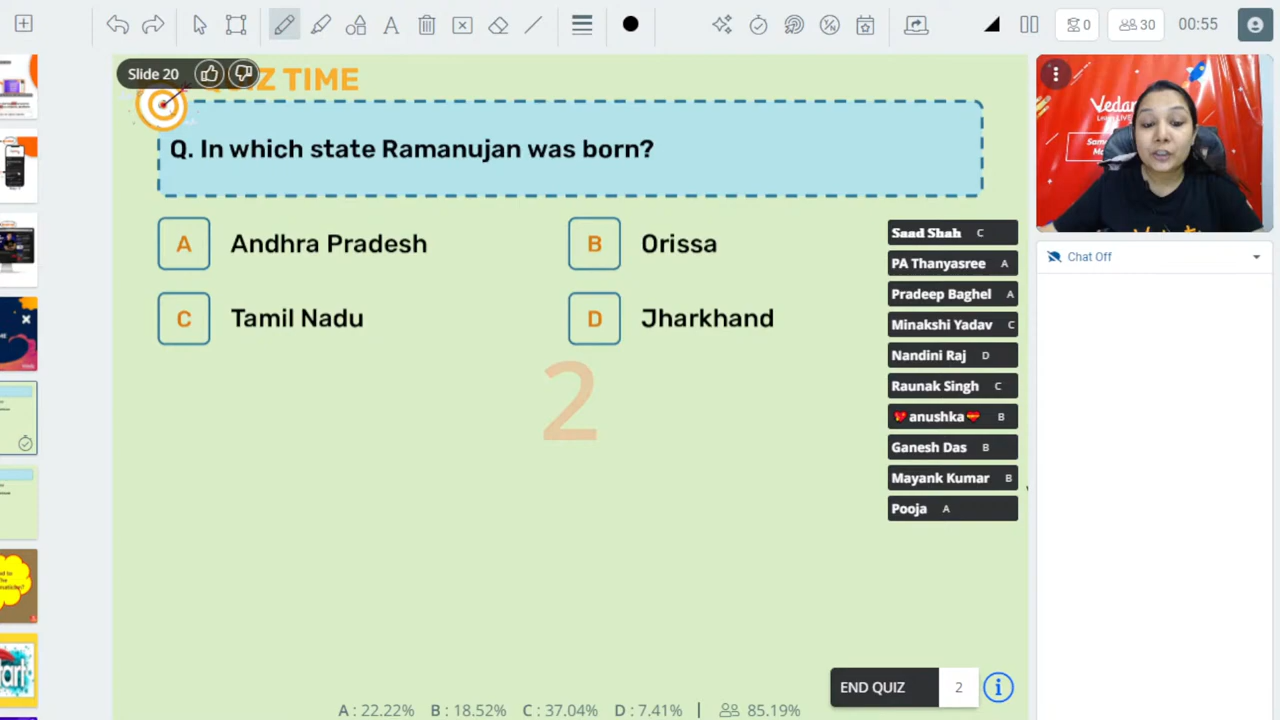 0
30
00:55
Slide 20
QUIZ TIME
Q. In which state Ramanujan was born?
A Andhra Pradesh
B Orissa
C Tamil Nadu
D Jharkhand
2
Saad Shah C
PA Thanyasree A
Pradeep Baghel A
Minakshi Yadav C
Nandini Raj D
Raunak Singh C
anushka B
Ganesh Das B
Mayank Kumar B
Pooja A
Chat Off
END QUIZ 2
A : 22.22% B : 18.52% C : 37.04% D : 7.41% | 85.19%